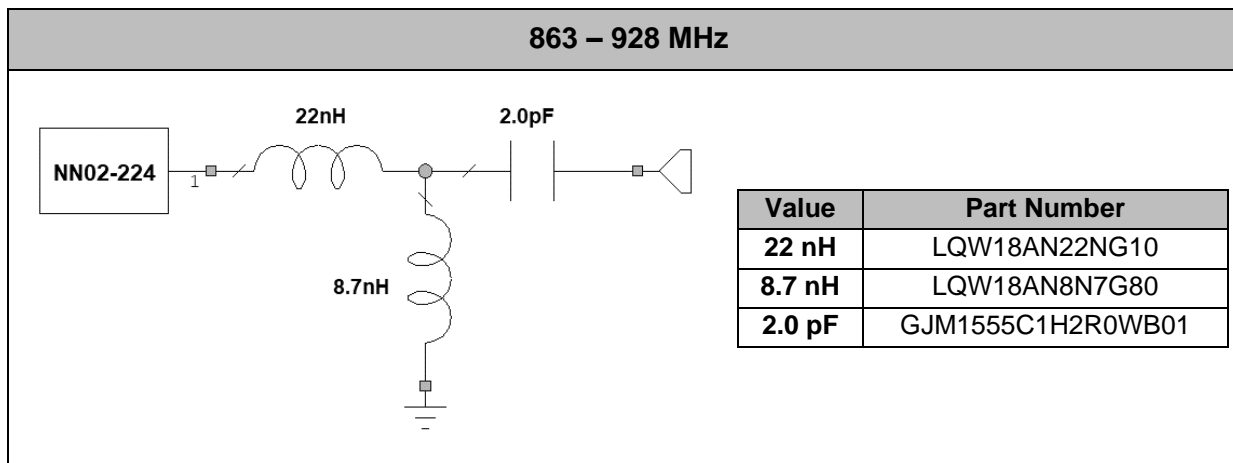 863 – 928 MHz
22nH
2.0pF
NN02-224
1
8.7nH
Value Part Number
22 nH LQW18AN22NG10
8.7 nH LQW18AN8N7G80
2.0 pF GJM1555C1H2R0WB01